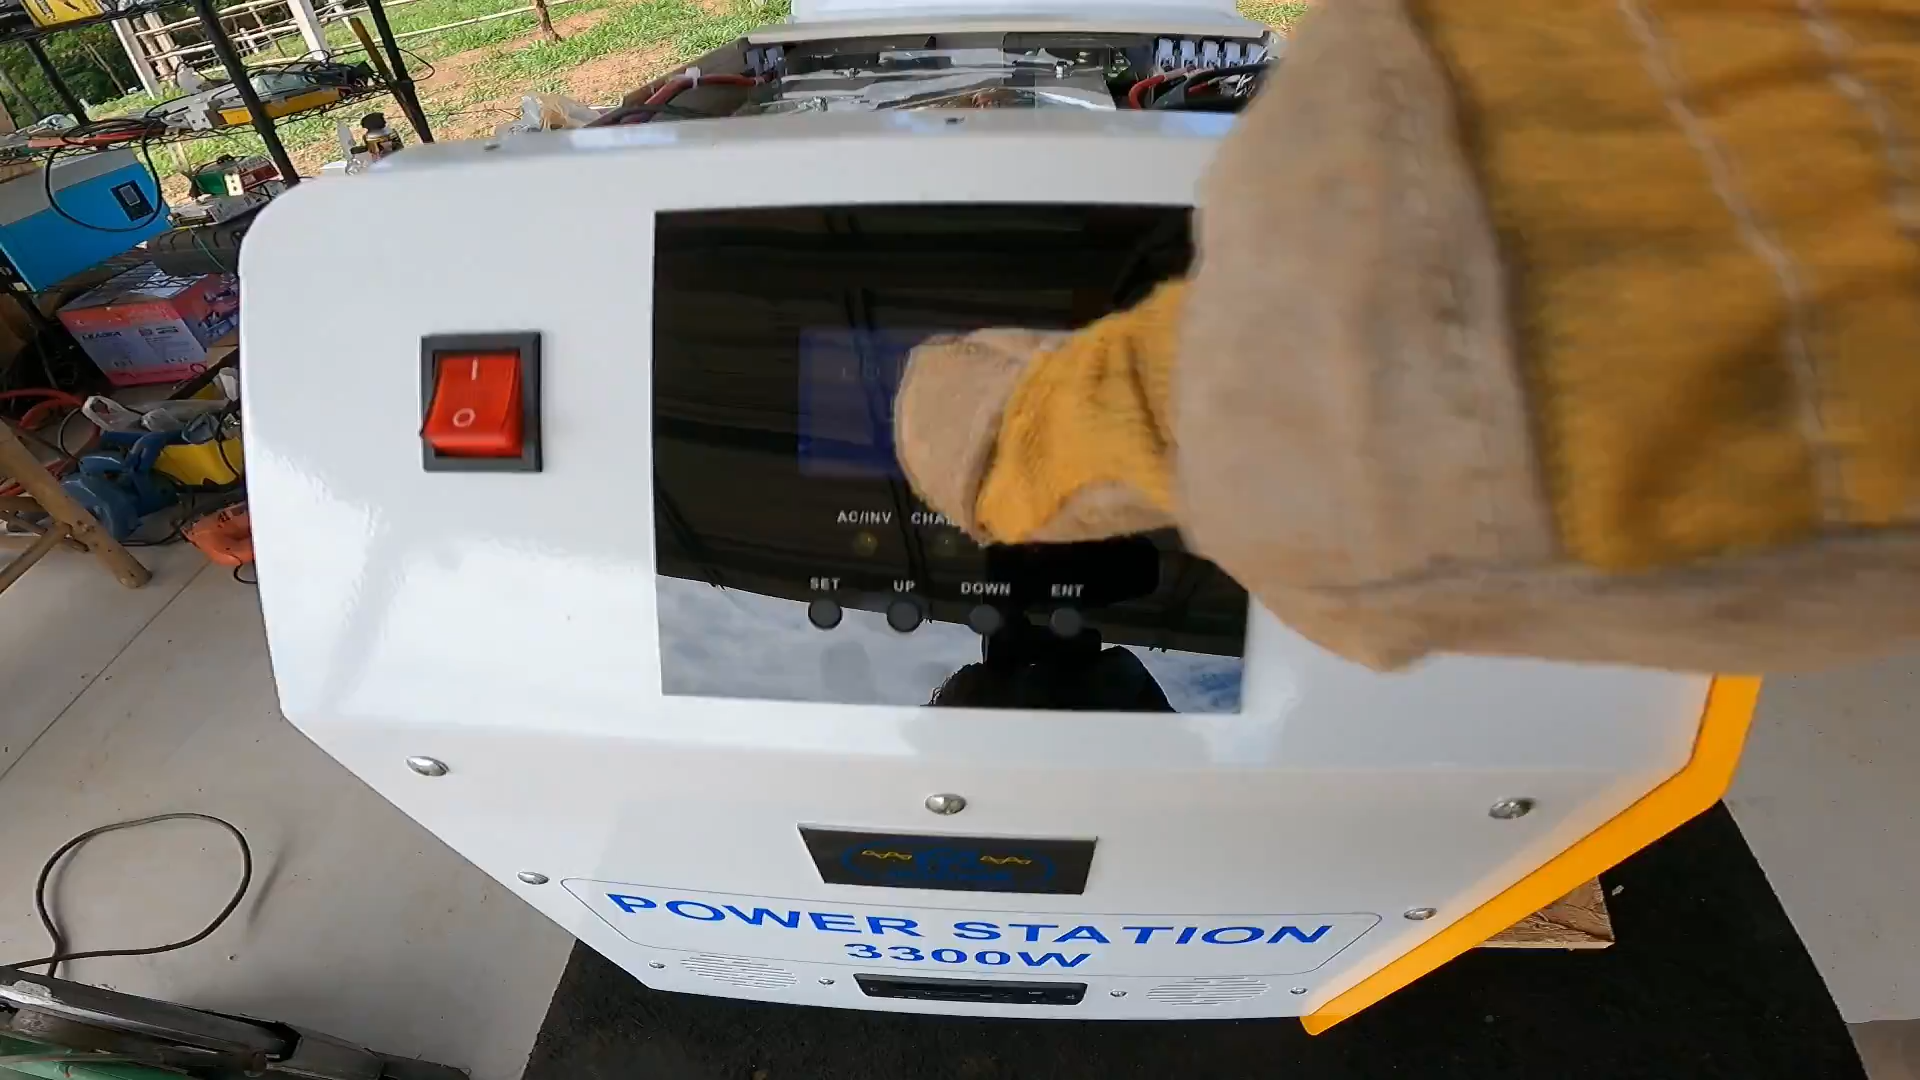 I
O
AC/INV
SET UP DOWN ENT
POWER STATION
3300W